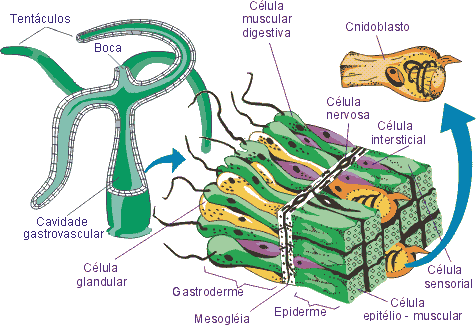 Tentáculos
Boca
Célula
muscular
digestiva
Cnidoblasto
Célula
nervosa
Célula
intersticial
Cavidade
gastrovascular
Célula
glandular
Gastroderme
Mesogléia
Epiderme
Célula
epitélio - muscular
Célula
sensorial